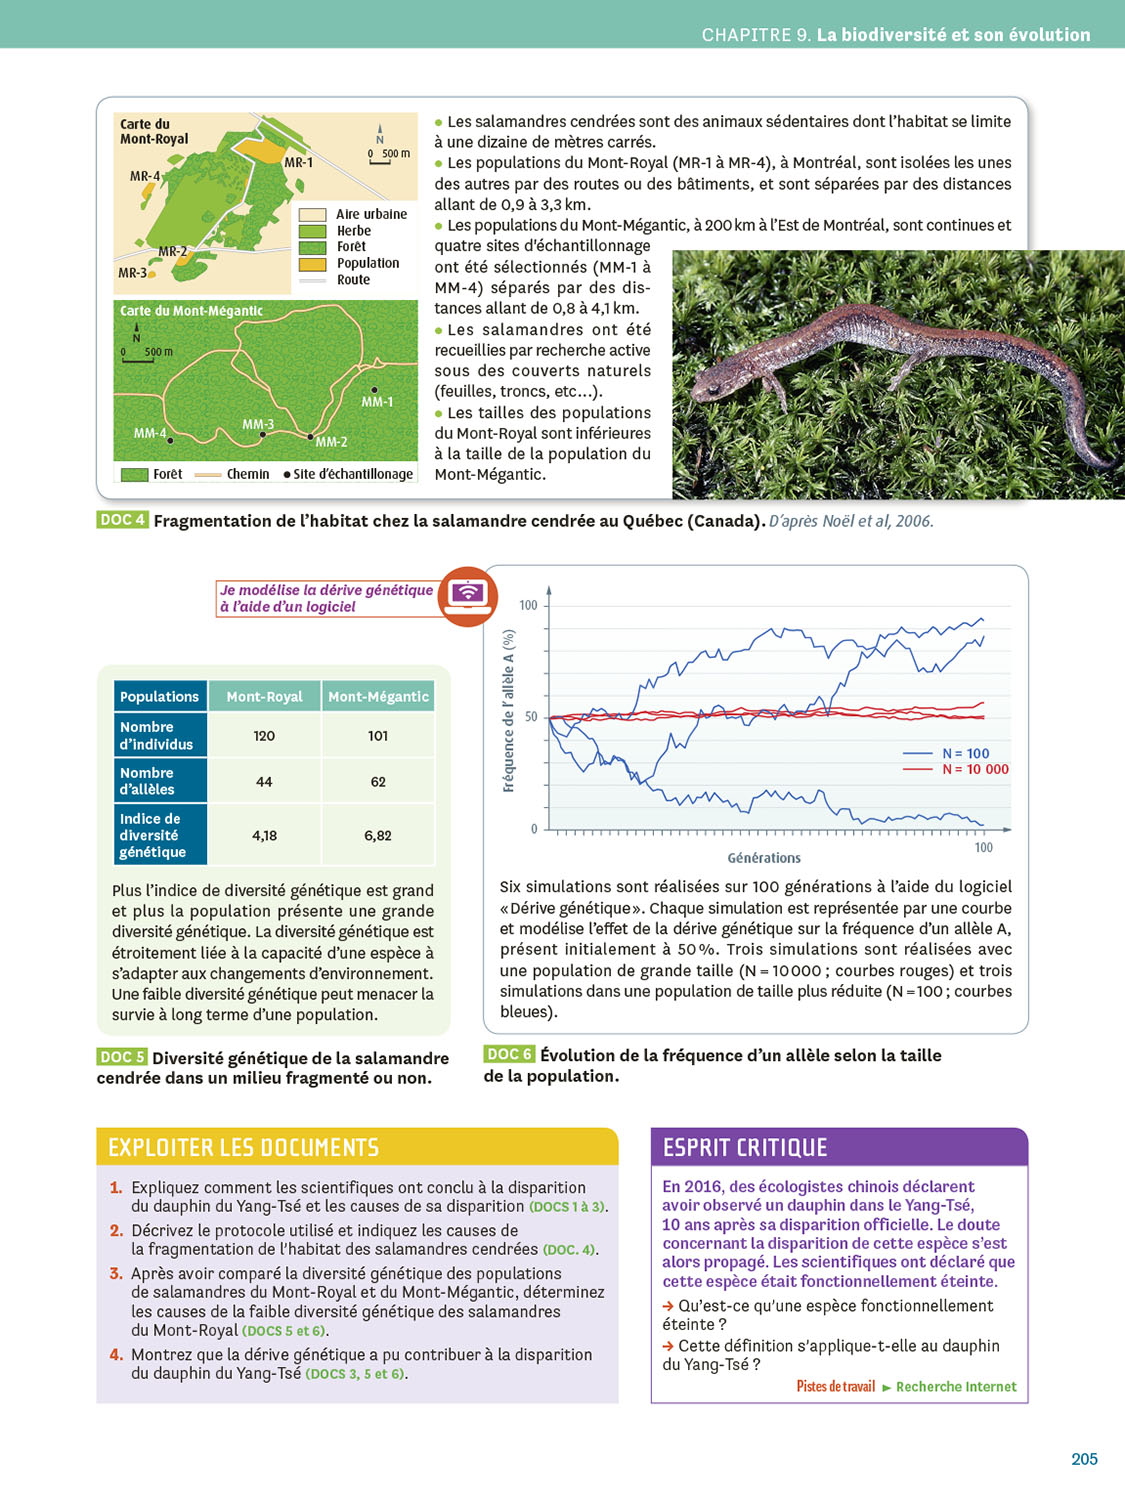 CHAPITRE 9. La biodiversité et son évolution
Carte du
Mont-Royal
N
0 500 m
MR-1
MR-4
MR-2
MR-3
Aire urbaine
Herbe
Forêt
Population
Route
Carte du Mont-Mégantic
N
0 500 m
MM-1
MM-4
MM-3
MM-2
Forêt
Chemin
Site d'échantillonage
• Les salamandres cendrées sont des animaux sédentaires dont l'habitat se limite
à une dizaine de mètres carrés.
• Les populations du Mont-Royal (MR-1 à MR-4), à Montréal, sont isolées les unes
des autres par des routes ou des bâtiments, et sont séparées par des distances
allant de 0,9 à 3,3 km.
• Les populations du Mont-Mégantic, à 200 km à l'Est de Montréal, sont continues et
quatre sites d'échantillonnage
ont été sélectionnés (MM-1 à
MM-4) séparés par des dis-
tances allant de 0,8 à 4,1 km.
• Les salamandres ont été
recueillies par recherche active
sous des couverts naturels
(feuilles, troncs, etc...).
• Les tailles des populations
du Mont-Royal sont inférieures
à la taille de la population du
Mont-Mégantic.
DOC 4 Fragmentation de l'habitat chez la salamandre cendrée au Québec (Canada). D'après Noël et al, 2006.
Je modélise la dérive génétique
à l'aide d'un logiciel
Populations Mont-Royal Mont-Mégantic
Nombre
d'individus 120 101
Nombre
d'allèles 44 62
Indice de
diversité
génétique 4,18 6,82
Plus l'indice de diversité génétique est grand
et plus la population présente une grande
diversité génétique. La diversité génétique est
étroitement liée à la capacité d'une espèce à
s'adapter aux changements d'environnement.
Une faible diversité génétique peut menacer la
survie à long terme d'une population.
DOC 5 Diversité génétique de la salamandre
cendrée dans un milieu fragmenté ou non.
Fréquence de l'allèle A (%)
100
50
0
N = 100
N = 10 000
100
Générations
Six simulations sont réalisées sur 100 générations à l'aide du logiciel
«Dérive génétique». Chaque simulation est représentée par une courbe
et modélise l'effet de la dérive génétique sur la fréquence d'un allèle A,
présent initialement à 50 %. Trois simulations sont réalisées avec
une population de grande taille (N = 10 000 ; courbes rouges) et trois
simulations dans une population de taille plus réduite (N = 100 ; courbes
bleues).
DOC 6 Évolution de la fréquence d'un allèle selon la taille
de la population.
EXPLOITER LES DOCUMENTS
1. Expliquez comment les scientifiques ont conclu à la disparition
du dauphin du Yang-Tsé et les causes de sa disparition (DOCS 1 à 3).
2. Décrivez le protocole utilisé et indiquez les causes de
la fragmentation de l'habitat des salamandres cendrées (DOC. 4).
3. Après avoir comparé la diversité génétique des populations
de salamandres du Mont-Royal et du Mont-Mégantic, déterminez
les causes de la faible diversité génétique des salamandres
du Mont-Royal (DOCS 5 et 6).
4. Montrez que la dérive génétique a pu contribuer à la disparition
du dauphin du Yang-Tsé (DOCS 3, 5 et 6).
ESPRIT CRITIQUE
En 2016, des écologistes chinois déclarent
avoir observé un dauphin dans le Yang-Tsé,
10 ans après sa disparition officielle. Le doute
concernant la disparition de cette espèce s'est
alors propagé. Les scientifiques ont déclaré que
cette espèce était fonctionnellement éteinte.
→ Qu'est-ce qu'une espèce fonctionnellement
éteinte ?
→ Cette définition s'applique-t-elle au dauphin
du Yang-Tsé ?
Pistes de travail ► Recherche Internet
205